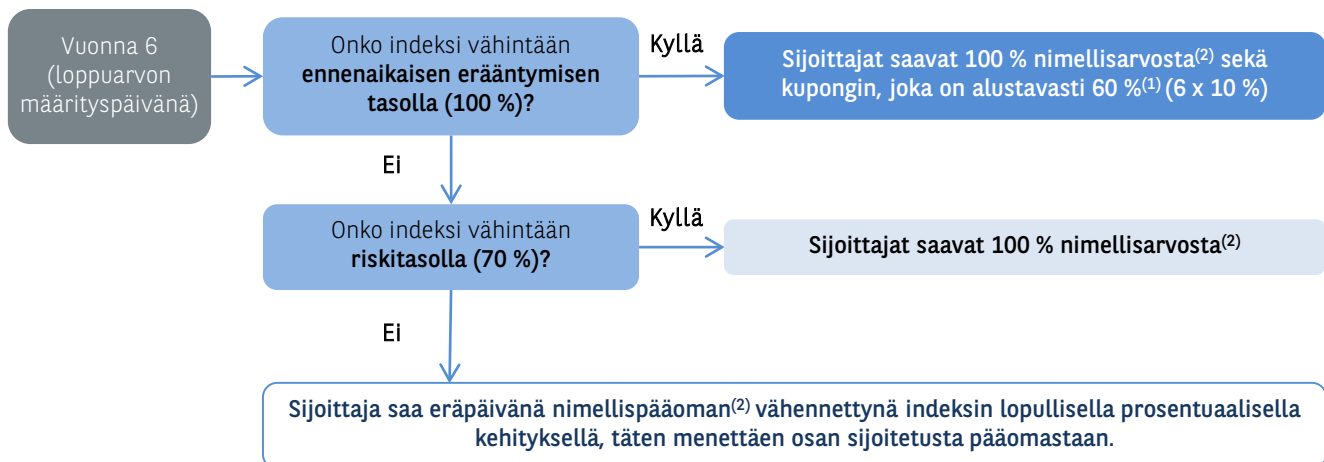 Vuonna 6
(loppuarvon
määrityspäivänä)
Onko indeksi vähintään
ennenaikaisen erääntymisen
tasolla (100 %)?
Kyllä
Sijoittajat saavat 100 % nimellisarvosta(2) sekä
kupongin, joka on alustavasti 60 %(1) (6 x 10 %)
Ei
Onko indeksi vähintään
riskitasolla (70 %)?
Kyllä
Sijoittajat saavat 100 % nimellisarvosta(2)
Ei
Sijoittaja saa eräpäivänä nimellispääoman(2) vähennettynä indeksin lopullisella prosentuaalisella
kehityksellä, täten menettäen osan sijoitetusta pääomastaan.